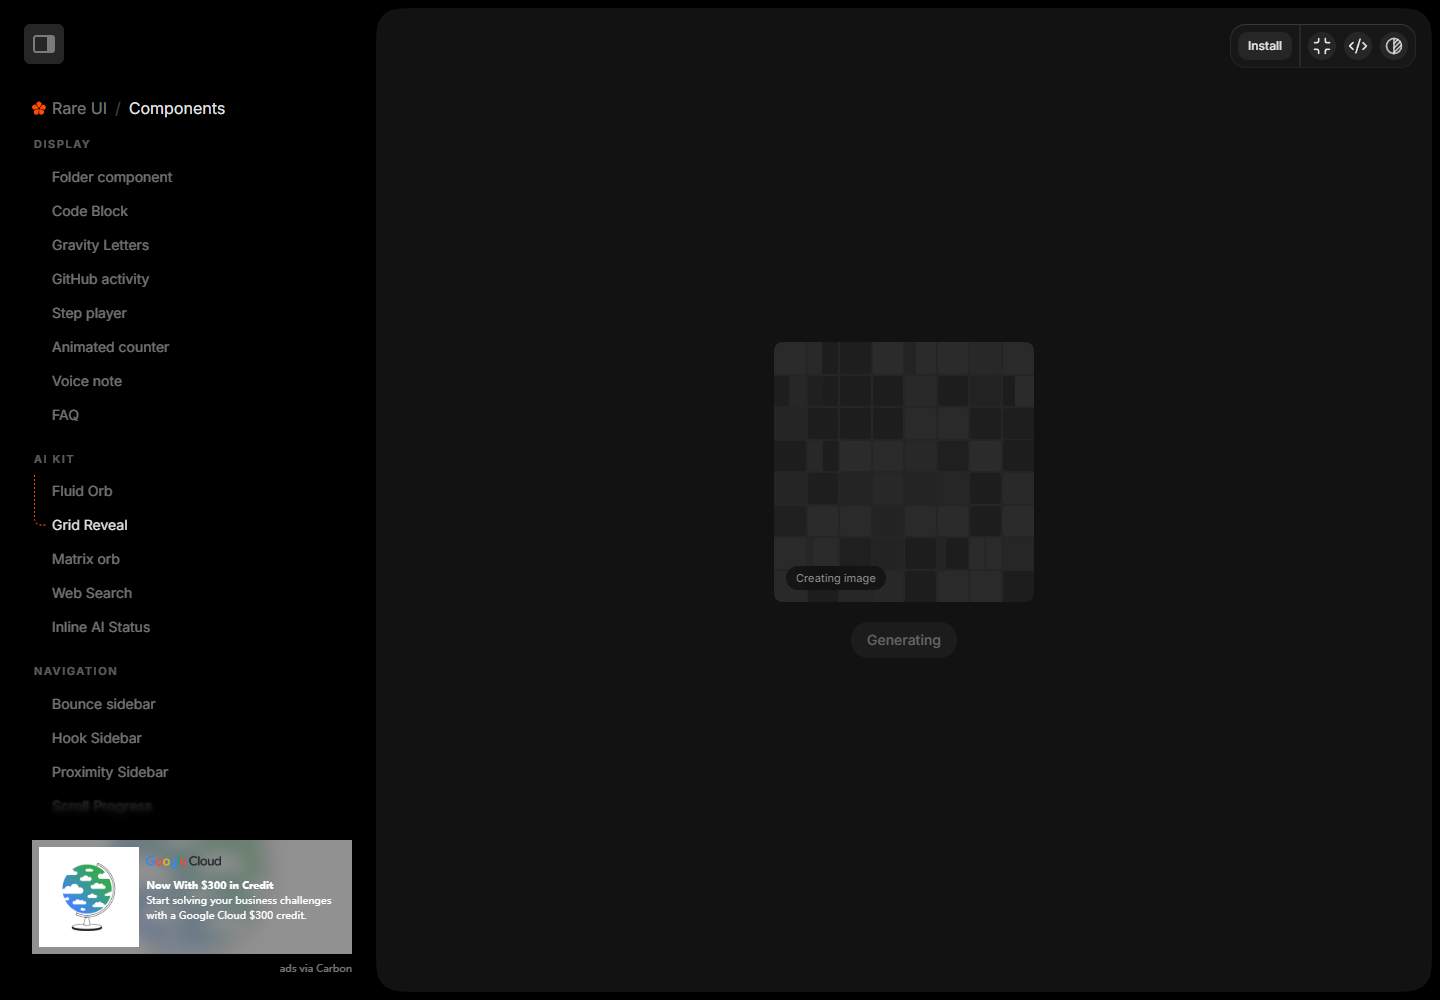 Install
Rare UI / Components
DISPLAY
Folder component
Code Block
Gravity Letters
GitHub activity
Step player
Animated counter
Voice note
FAQ
AI KIT
Fluid Orb
Grid Reveal
Matrix orb
Web Search
Inline AI Status
NAVIGATION
Bounce sidebar
Hook Sidebar
Proximity Sidebar
Scroll Progress
Google Cloud
Now With $300 in Credit
Start solving your business challenges
with a Google Cloud $300 credit.
ads via Carbon
Creating image
Generating